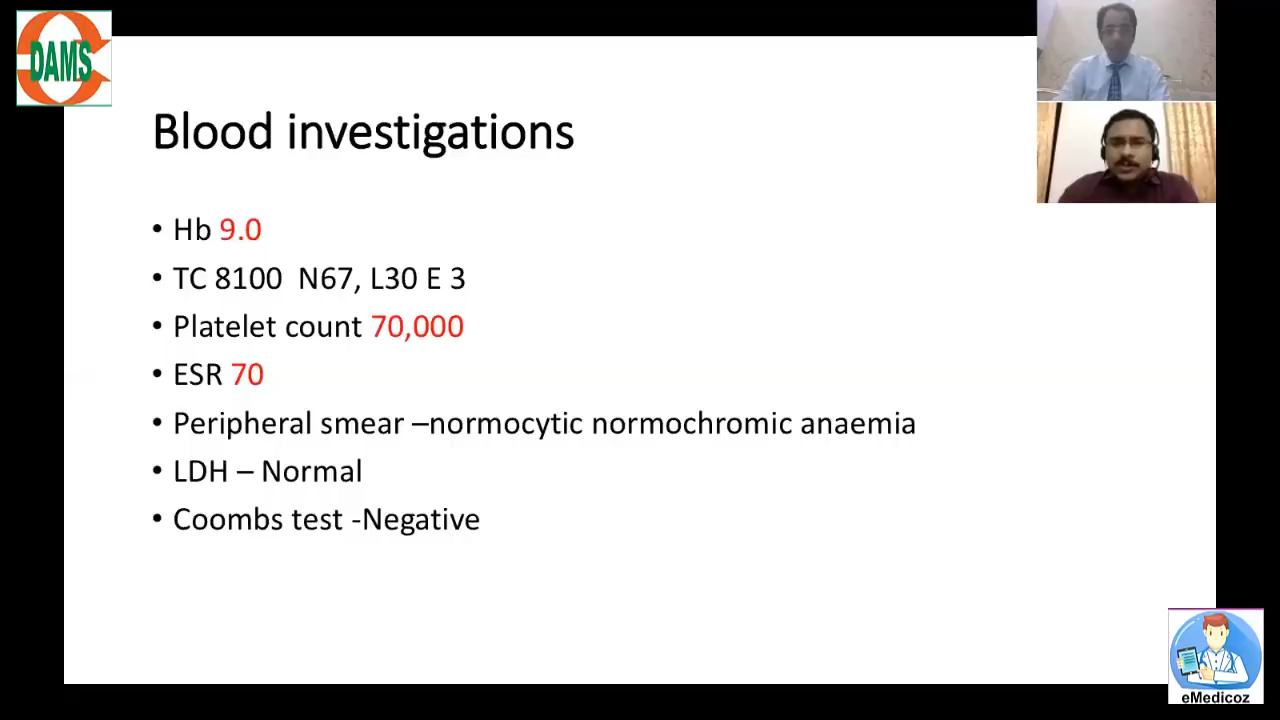 DAMS
Blood investigations
• Hb 9.0
• TC 8100 N67, L30 E 3
• Platelet count 70,000
• ESR 70
• Peripheral smear –normocytic normochromic anaemia
• LDH – Normal
• Coombs test -Negative
eMedicoz